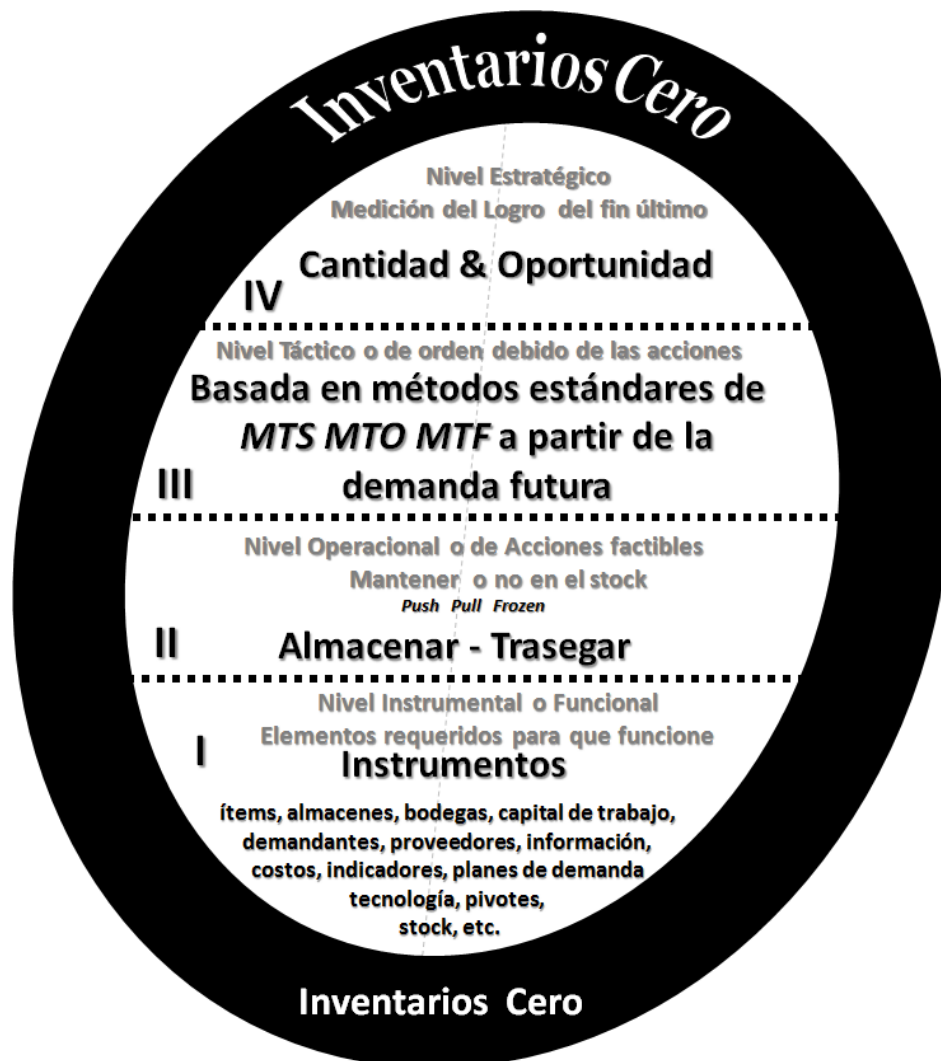 Inventarios Cero
Nivel Estratégico
Medición del Logro del fin último
Cantidad & Oportunidad
IV
Nivel Táctico o de orden debido de las acciones
Basada en métodos estándares de
MTS MTO MTF a partir de la
III
demanda futura
Nivel Operacional o de Acciones factibles
Mantener o no en el stock
Push Pull Frozen
II
Almacenar - Trasegar
Nivel Instrumental o Funcional
Elementos requeridos para que funcione
I
Instrumentos
ítems, almacenes, bodegas, capital de trabajo,
demandantes, proveedores, información,
costos, indicadores, planes de demanda
tecnología, pivotes,
stock, etc.
Inventarios Cero